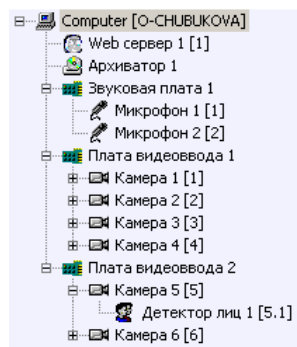 Computer [O-CHUBUKOVA]
Web сервер 1 [1]
Архиватор 1
Звуковая плата 1
Микрофон 1 [1]
Микрофон 2 [2]
Плата видеоввода 1
Камера 1 [1]
Камера 2 [2]
Камера 3 [3]
Камера 4 [4]
Плата видеоввода 2
Камера 5 [5]
Детектор лиц 1 [5.1]
Камера 6 [6]